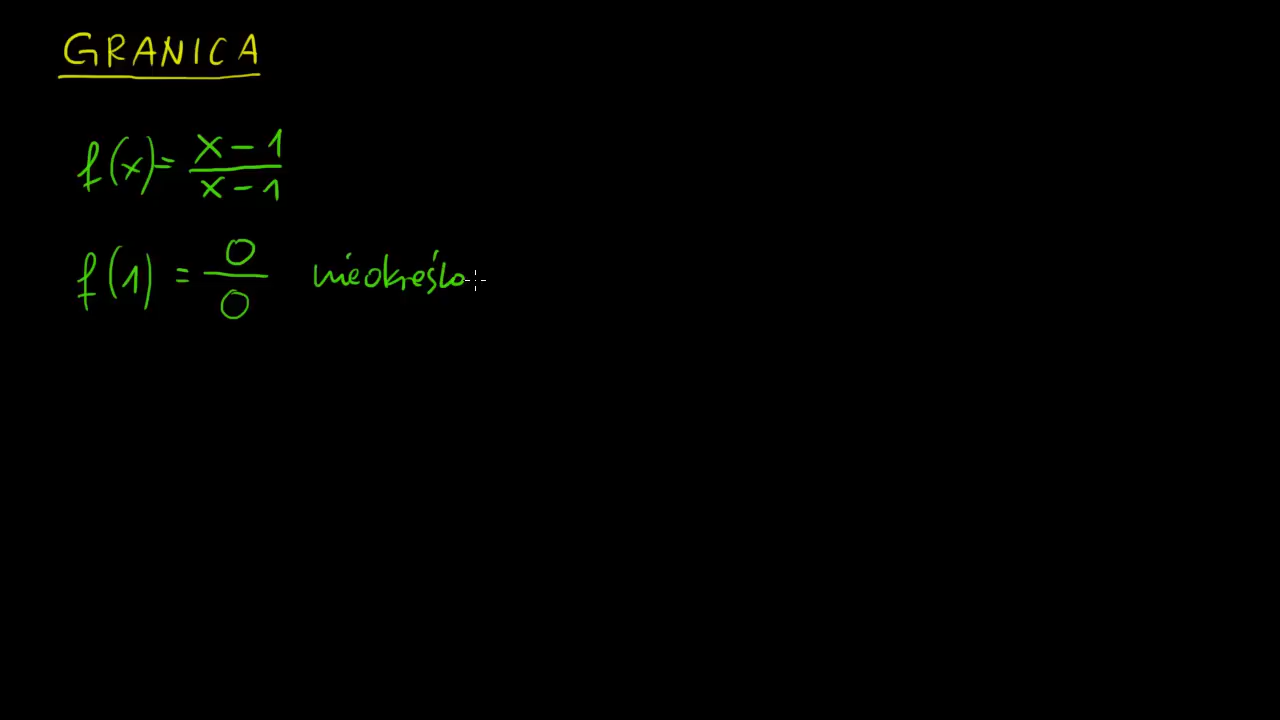 GRANICA
f(x)= x-1 / x-1
f(1) = 0 / 0 nieokreślo